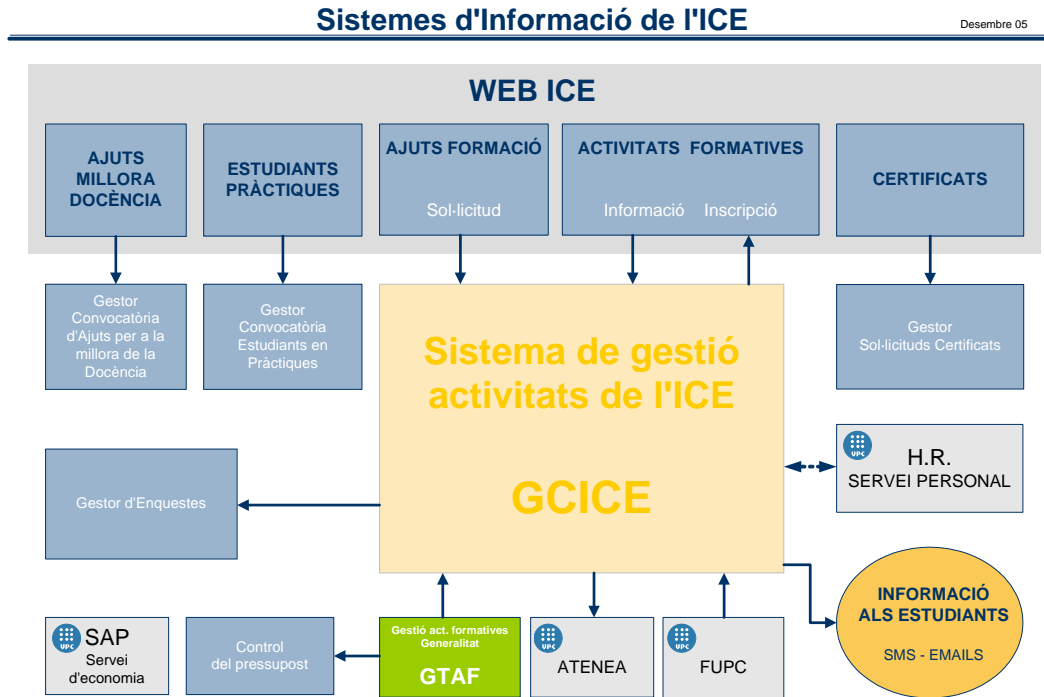 Sistemes d'Informació de l'ICE
Desembre 05
WEB ICE
AJUTS
MILLORA
DOCÈNCIA
ESTUDIANTS
PRÀCTIQUES
AJUTS FORMACIÓ
Sol·licitud
ACTIVITATS FORMATIVES
Informació Inscripció
CERTIFICATS
Gestor
Convocatòria
d'Ajuts per a la
millora de la
Docència
Gestor
Convocatòria
Estudiants en
Pràctiques
Sistema de gestió
activitats de l'ICE
GCICE
Gestor
Sol·licituds Certificats
UPC
H.R.
SERVEI PERSONAL
Gestor d'Enquestes
INFORMACIÓ
ALS ESTUDIANTS
SMS - EMAILS
UPC
SAP
Servei
d'economia
Control
del pressupost
Gestió act. formatives
Generalitat
GTAF
UPC
ATENEA
UPC
FUPC